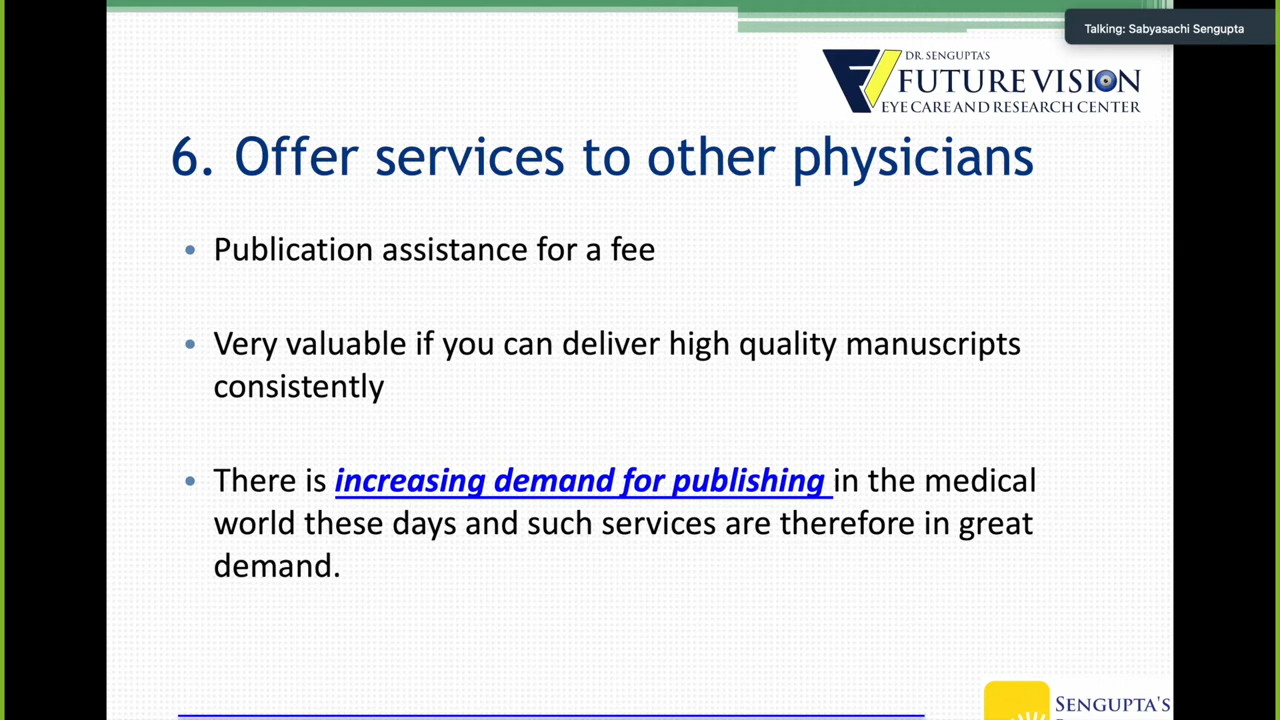 Talking: Sabyasachi Sengupta
DR. SENGUPTA'S
FUTURE VISION
EYE CARE AND RESEARCH CENTER
6. Offer services to other physicians
• Publication assistance for a fee
• Very valuable if you can deliver high quality manuscripts
consistently
• There is increasing demand for publishing in the medical
world these days and such services are therefore in great
demand.
SENGUPTA'S